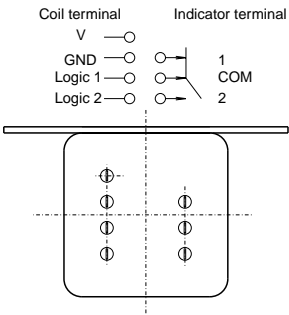 Coil terminal Indicator terminal
V
GND 1
Logic 1 COM
Logic 2 2